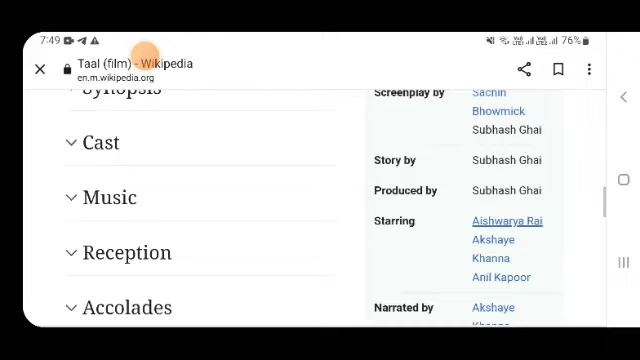 7:49 76%
Taal (film) - Wikipedia
en.m.wikipedia.org
Synopsis
Cast
Music
Reception
Accolades
Screenplay by Sachin
Bhowmick
Subhash Ghai
Story by Subhash Ghai
Produced by Subhash Ghai
Starring Aishwarya Rai
Akshaye
Khanna
Anil Kapoor
Narrated by Akshaye
Khanna